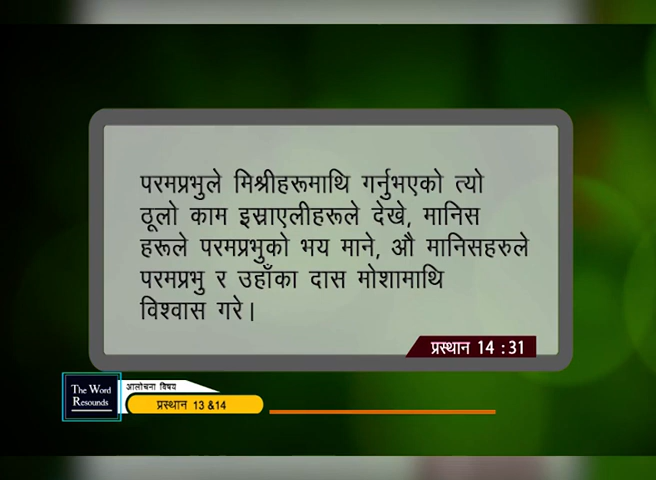 परमप्रभुले मिश्रीहरूमाथि गर्नुभएको त्यो
ठूलो काम इस्राएलीहरूले देखे, मानिस
हरूले परमप्रभुको भय माने, औ मानिसहरुले
परमप्रभु र उहाँका दास मोशामाथि
विश्वास गरे।
प्रस्थान 14 :31
The Word
Resounds
आलोचना विषय
प्रस्थान 13 &14